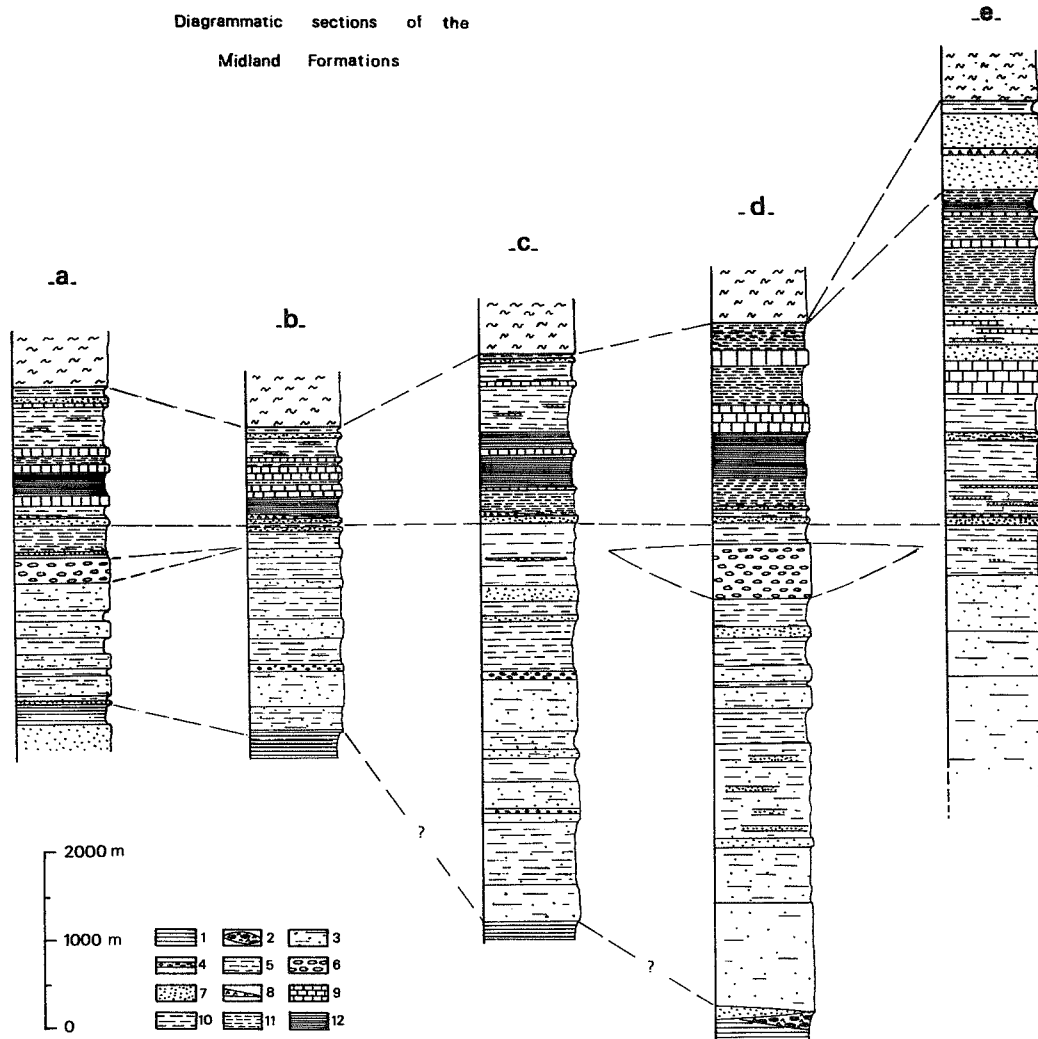 Diagrammatic sections of the
Midland Formations
-a-
-b-
-c-
-d-
-e-
?
?
2000 m
1000 m
0
1 2 3
4 5 6
7 8 9
10 11 12